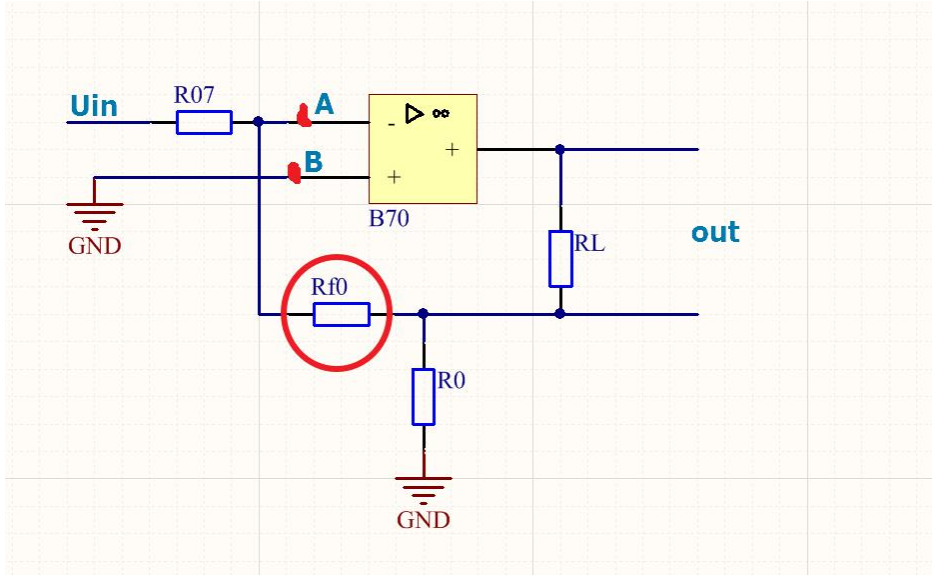 Uin
R07
A
B
- ▷ ∞
+
+
B70
GND
RL
out
Rf0
R0
GND